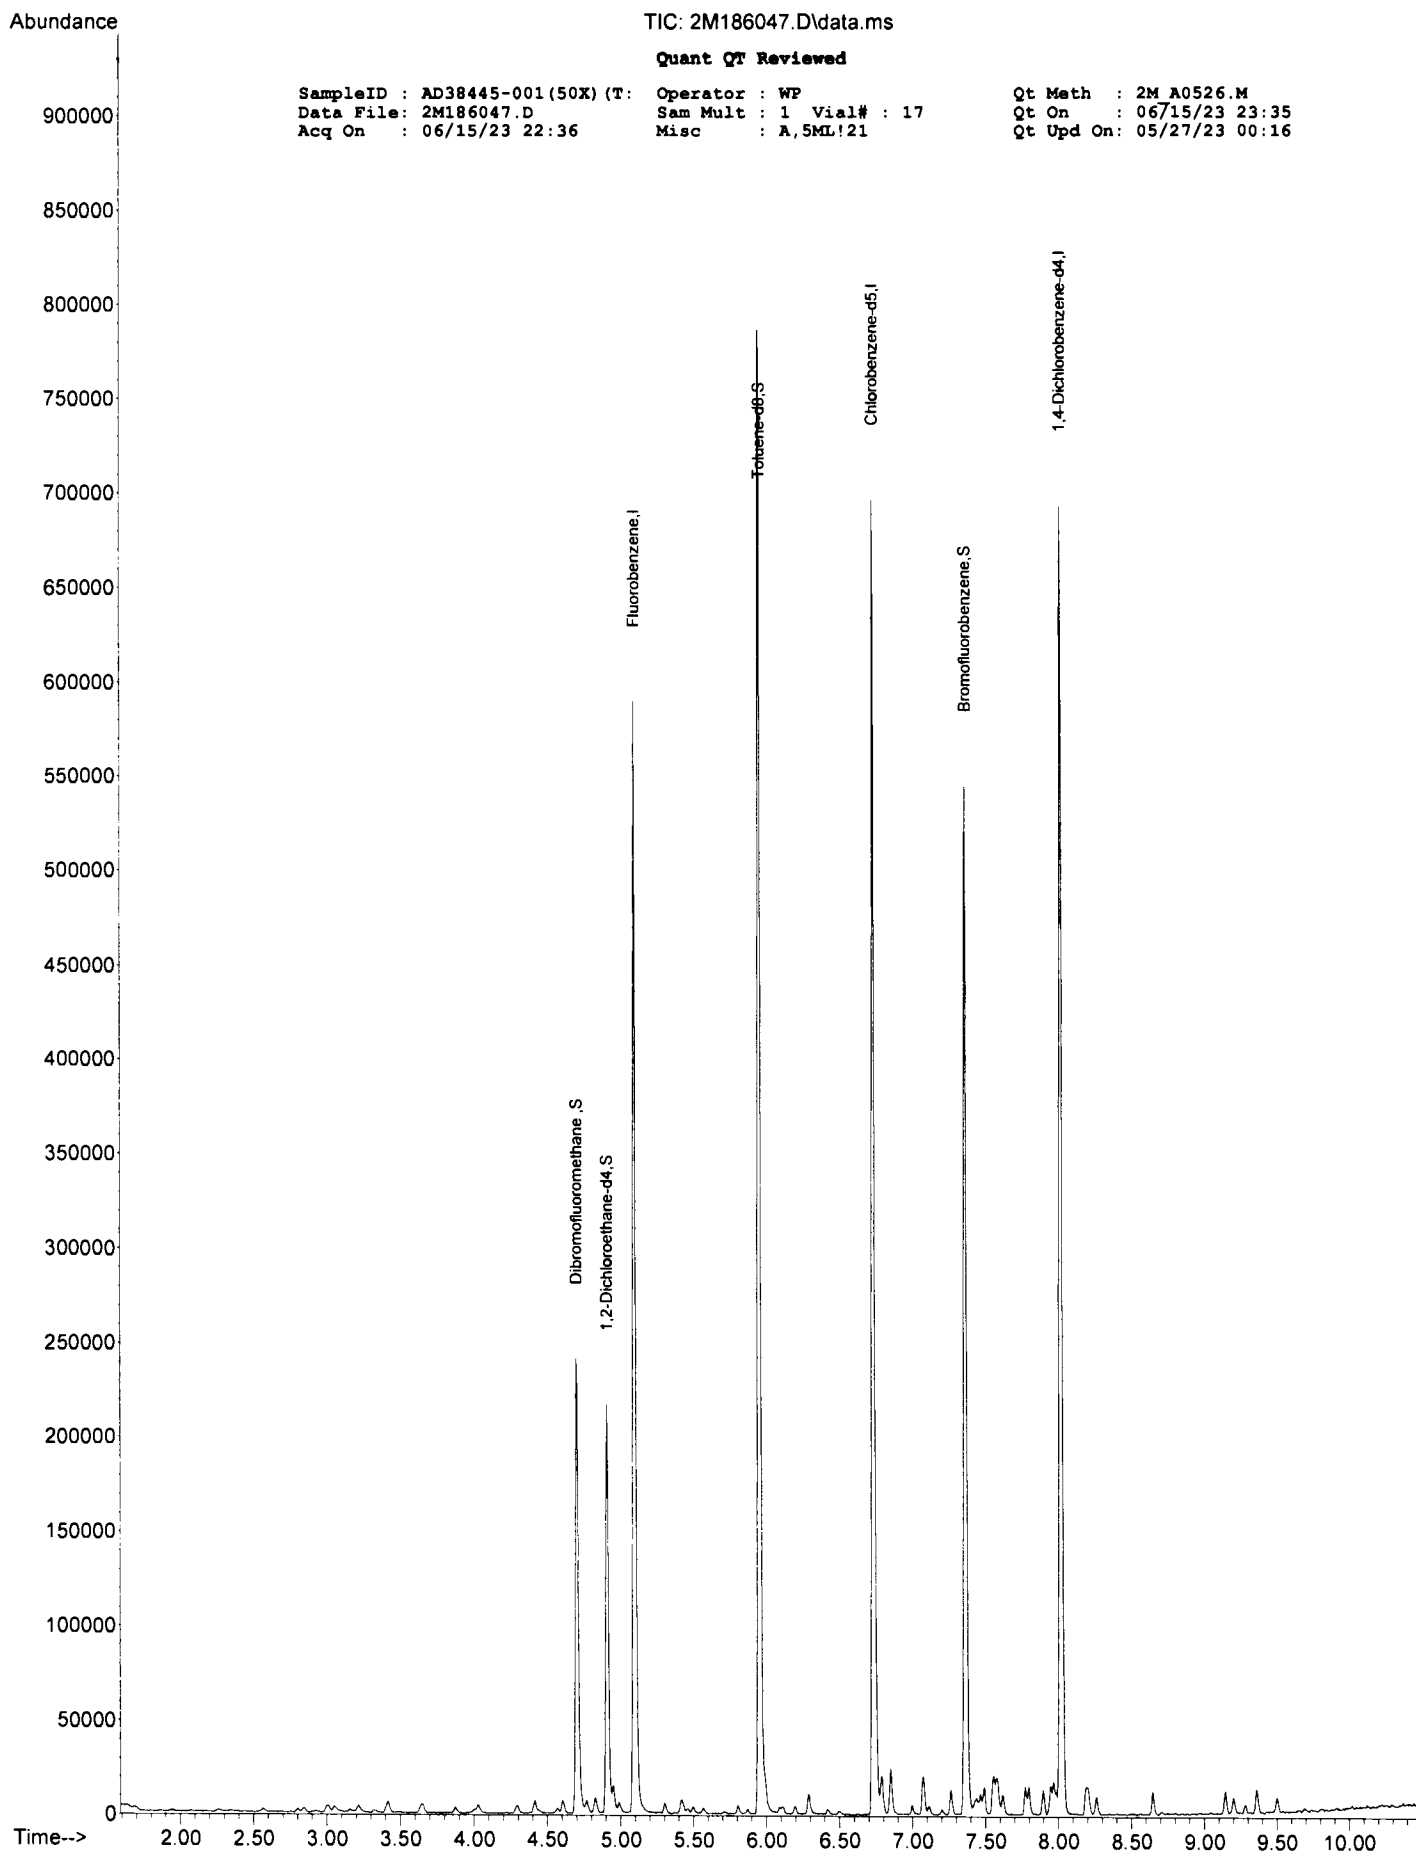 Abundance
TIC: 2M186047.D\data.ms
Quant QT Reviewed
SampleID : AD38445-001(50X)(T: Operator : WP Qt Meth : 2M_A0526.M
Data File: 2M186047.D Sam Mult : 1 Vial# : 17 Qt On : 06/15/23 23:35
Acq On : 06/15/23 22:36 Misc : A,5ML!21 Qt Upd On: 05/27/23 00:16
900000
850000
800000
750000
700000
650000
600000
550000
500000
450000
400000
350000
300000
250000
200000
150000
100000
50000
0
Dibromofluoromethane ,S
1,2-Dichloroethane-d4,S
Fluorobenzene,I
Toluene-d8,S
Chlorobenzene-d5,I
Bromofluorobenzene,S
1,4-Dichlorobenzene-d4,I
Time--> 2.00 2.50 3.00 3.50 4.00 4.50 5.00 5.50 6.00 6.50 7.00 7.50 8.00 8.50 9.00 9.50 10.00